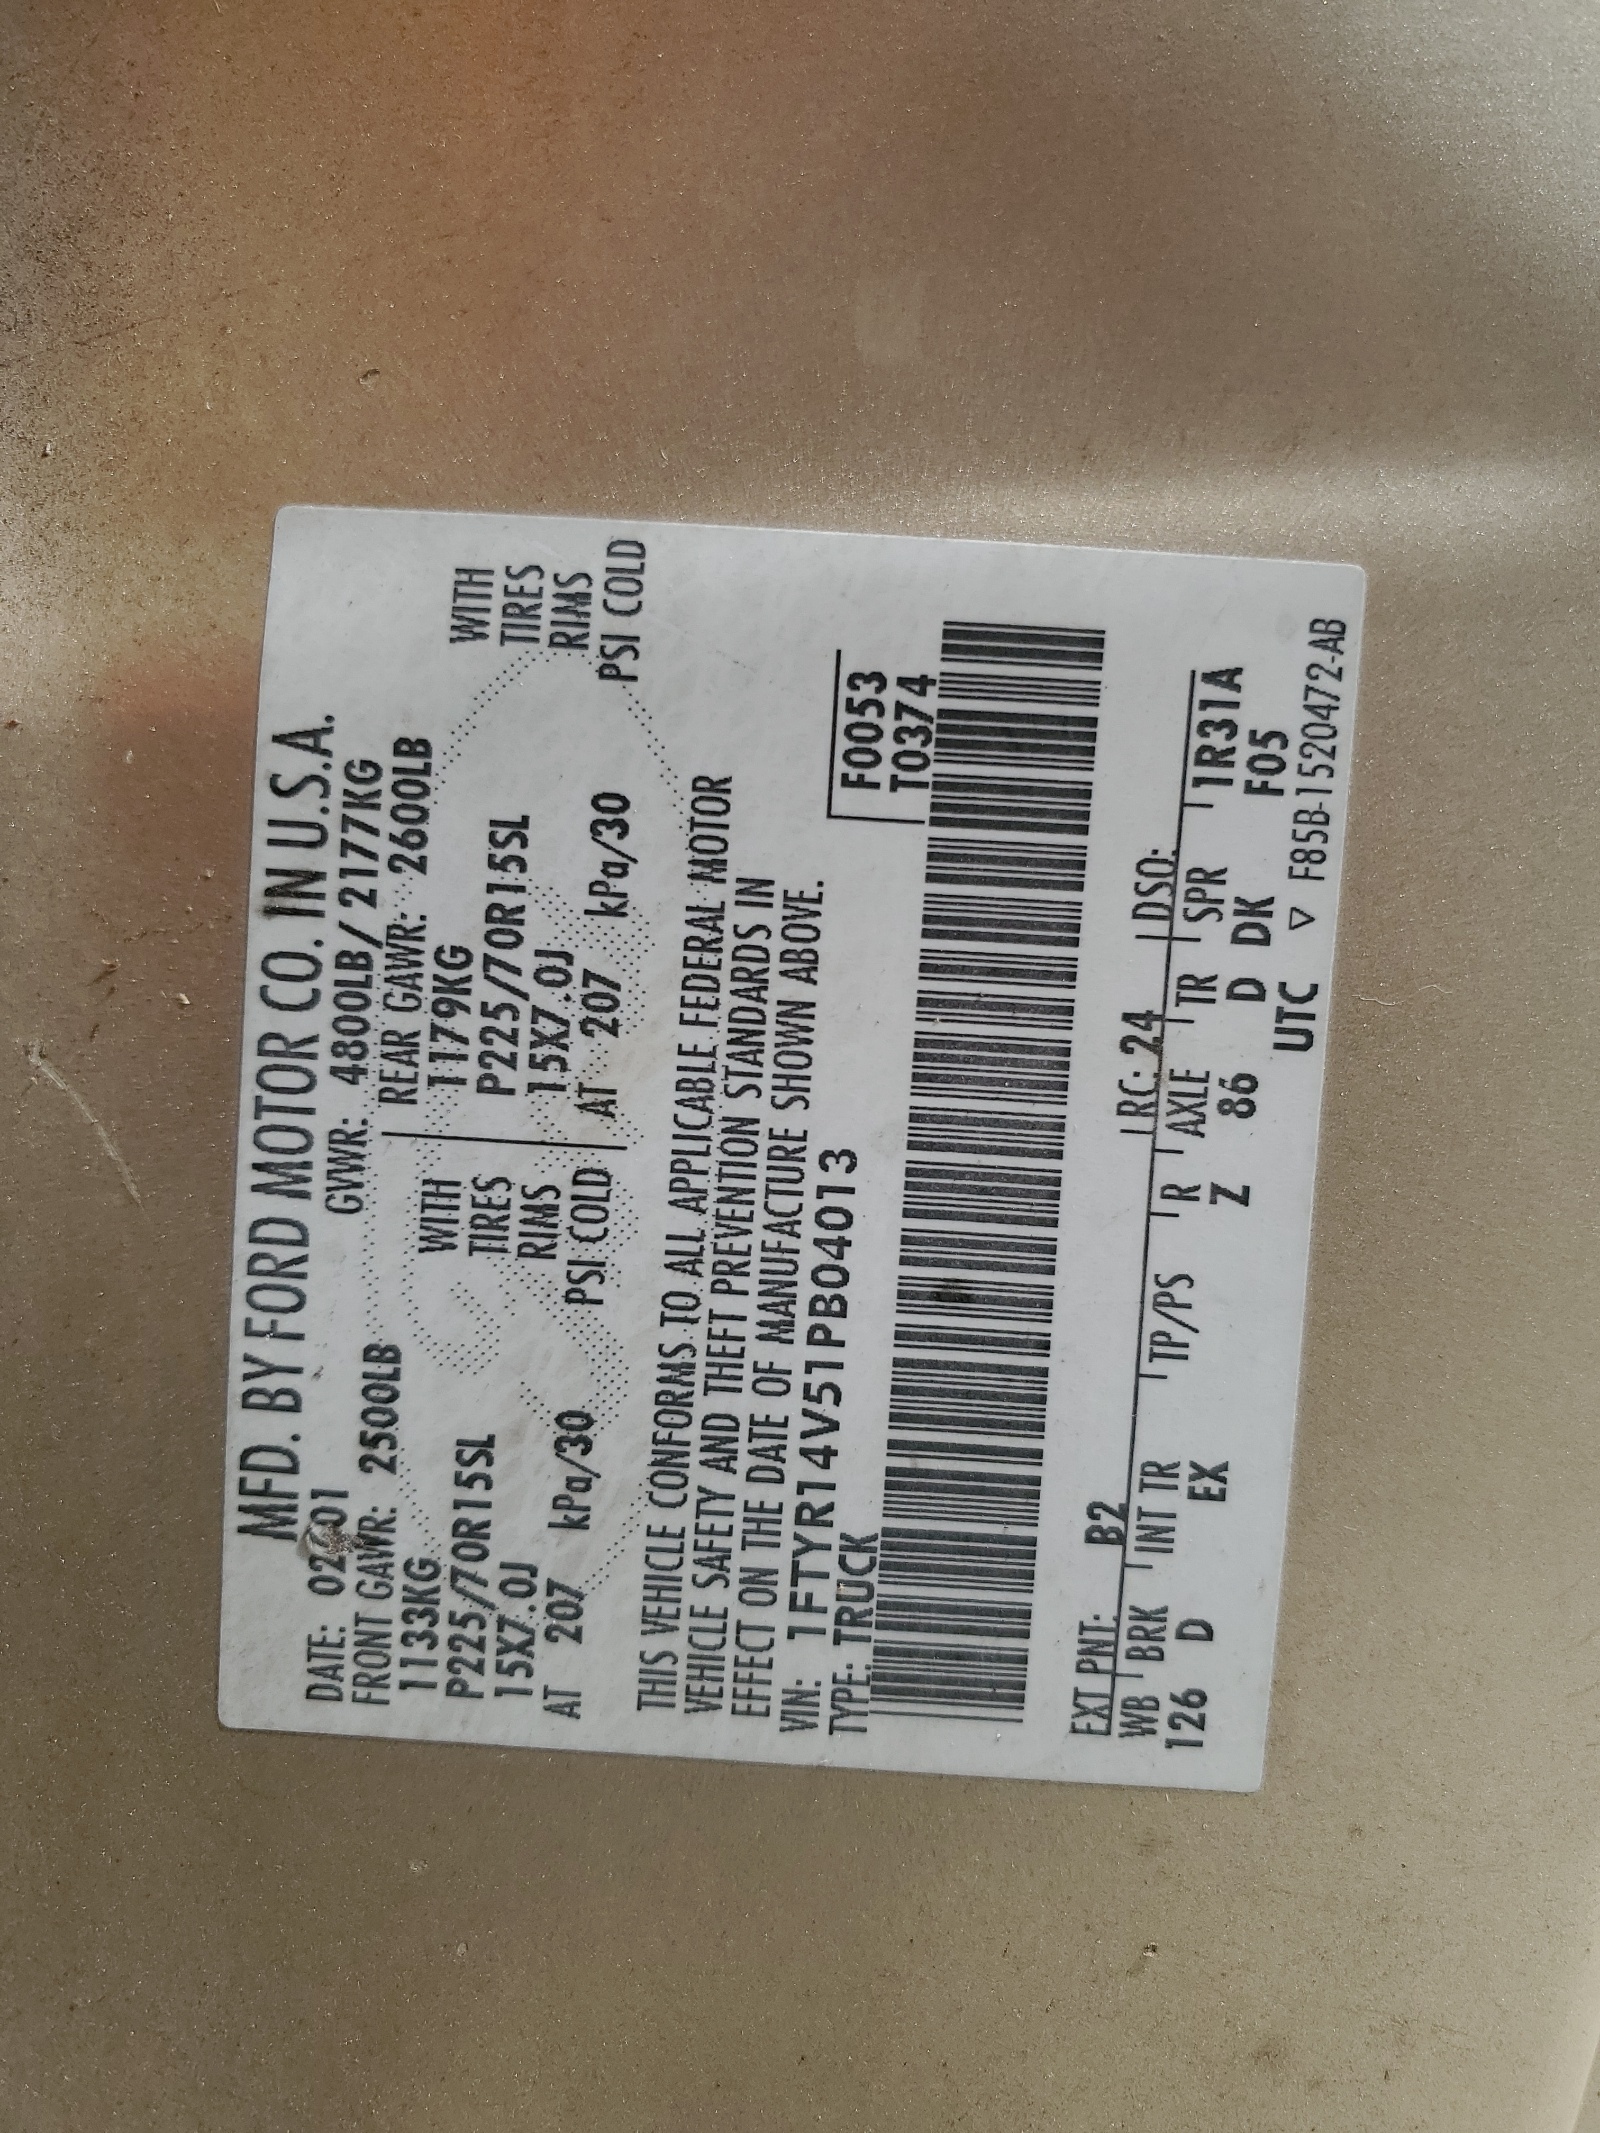 MFD. BY FORD MOTOR CO. IN U.S.A.
DATE: 02/01 GVWR: 4800LB/ 2177KG
FRONT GAWR: 2500LB REAR GAWR: 2600LB
1133KG WITH 1179KG WITH
P225/70R15SL TIRES P225/70R15SL TIRES
15X7.0J RIMS 15X7.0J RIMS
AT 207 kPa/30 PSI COLD AT 207 kPa/30 PSI COLD
THIS VEHICLE CONFORMS TO ALL APPLICABLE FEDERAL MOTOR
VEHICLE SAFETY AND THEFT PREVENTION STANDARDS IN
EFFECT ON THE DATE OF MANUFACTURE SHOWN ABOVE.
VIN: 1FTYR14V51PB04013 F0053
TYPE: TRUCK T0374
EXT PNT: B2 RC: 24 DSO:
WB BRK INT TR TP/PS R AXLE TR SPR 1R31A
126 D EX Z 86 D DK F05
UTC ▽ F85B-1520472-AB